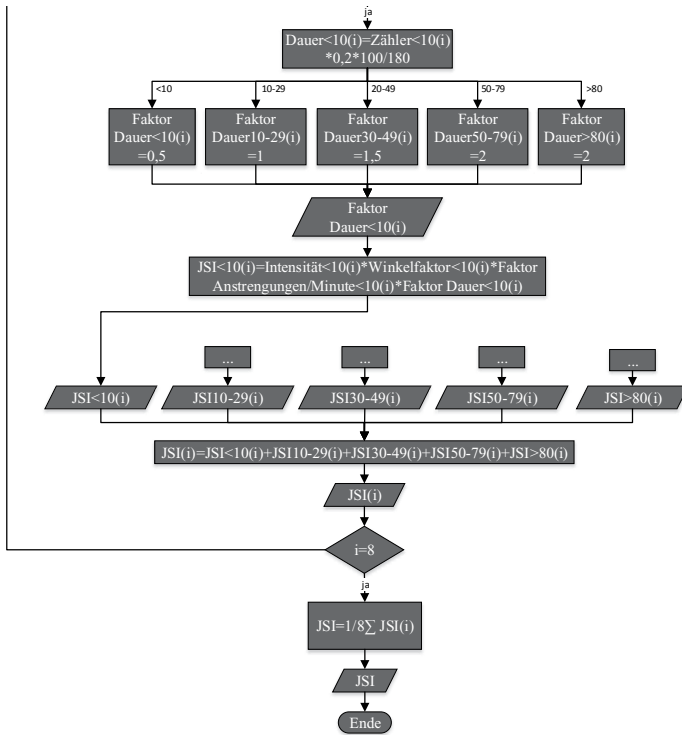 ja
Dauer<10(i)=Zähler<10(i)
*0,2*100/180
<10
10-29
20-49
50-79
>80
Faktor
Dauer<10(i)
=0,5
Faktor
Dauer10-29(i)
=1
Faktor
Dauer30-49(i)
=1,5
Faktor
Dauer50-79(i)
=2
Faktor
Dauer>80(i)
=2
Faktor
Dauer<10(i)
JSI<10(i)=Intensität<10(i)*Winkelfaktor<10(i)*Faktor
Anstrengungen/Minute<10(i)*Faktor Dauer<10(i)
...
...
...
...
JSI<10(i)
JSI10-29(i)
JSI30-49(i)
JSI50-79(i)
JSI>80(i)
JSI(i)=JSI<10(i)+JSI10-29(i)+JSI30-49(i)+JSI50-79(i)+JSI>80(i)
JSI(i)
i=8
ja
JSI=1/8∑ JSI(i)
JSI
Ende